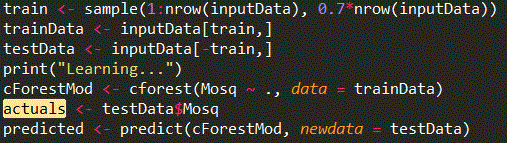 train <- sample(1:nrow(inputData), 0.7*nrow(inputData))
trainData <- inputData[train,]
testData <- inputData[-train,]
print("Learning...")
cForestMod <- cforest(Mosq ~ ., data = trainData)
actuals <- testData$Mosq
predicted <- predict(cForestMod, newdata = testData)